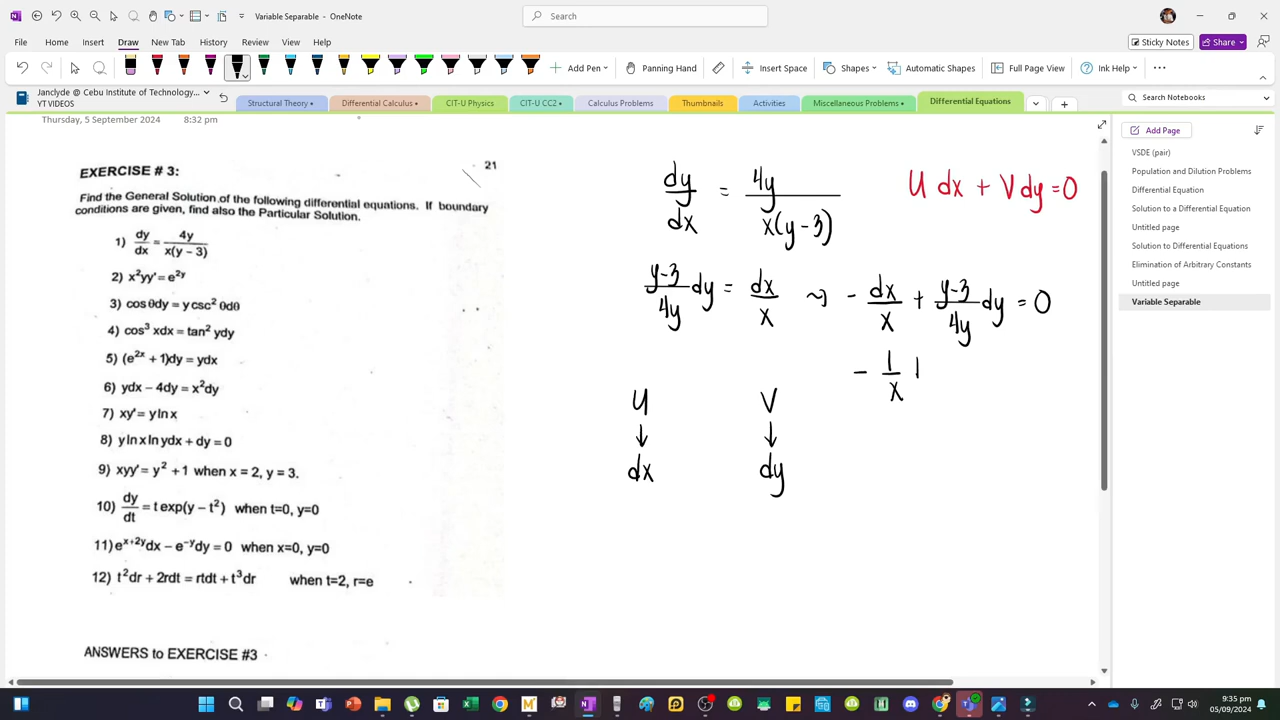 Variable Separable - OneNote
Search
File Home Insert Draw New Tab History Review View Help
Sticky Notes Share
Add Pen Panning Hand Insert Space Shapes Automatic Shapes Full Page View Ink Help
Janclyde @ Cebu Institute of Technology...
YT VIDEOS
Structural Theory Differential Calculus CIT-U Physics CIT-U CC2 Calculus Problems Thumbnails Activities Miscellaneous Problems Differential Equations
Search Notebooks
Add Page
VSDE (pair)
Population and Dilution Problems
Differential Equation
Solution to a Differential Equation
Untitled page
Solution to Differential Equations
Elimination of Arbitrary Constants
Untitled page
Variable Separable
Thursday, 5 September 2024 8:32 pm
21
EXERCISE # 3:
Find the General Solution of the following differential equations. If boundary
conditions are given, find also the Particular Solution.
1) dy/dx = 4y/x(y – 3)
2) x²yy' = e²ʸ
3) cos θdy = y csc² θdθ
4) cos³ xdx = tan² ydy
5) (e²ˣ + 1)dy = ydx
6) ydx – 4dy = x²dy
7) xy' = y ln x
8) y ln x ln ydx + dy = 0
9) xyy' = y² + 1 when x = 2, y = 3.
10) dy/dt = t exp(y – t²) when t=0, y=0
11) eˣ⁺²ʸdx – e⁻ʸdy = 0 when x=0, y=0
12) t²dr + 2rdt = rtdt + t³dr when t=2, r=e
ANSWERS to EXERCISE #3
dy/dx = 4y/x(y-3)
U dx + V dy = 0
y-3/4y dy = dx/x ⇝ - dx/x + y-3/4y dy = 0
- 1/x
U V
↓ ↓
dx dy
9:35 pm
05/09/2024